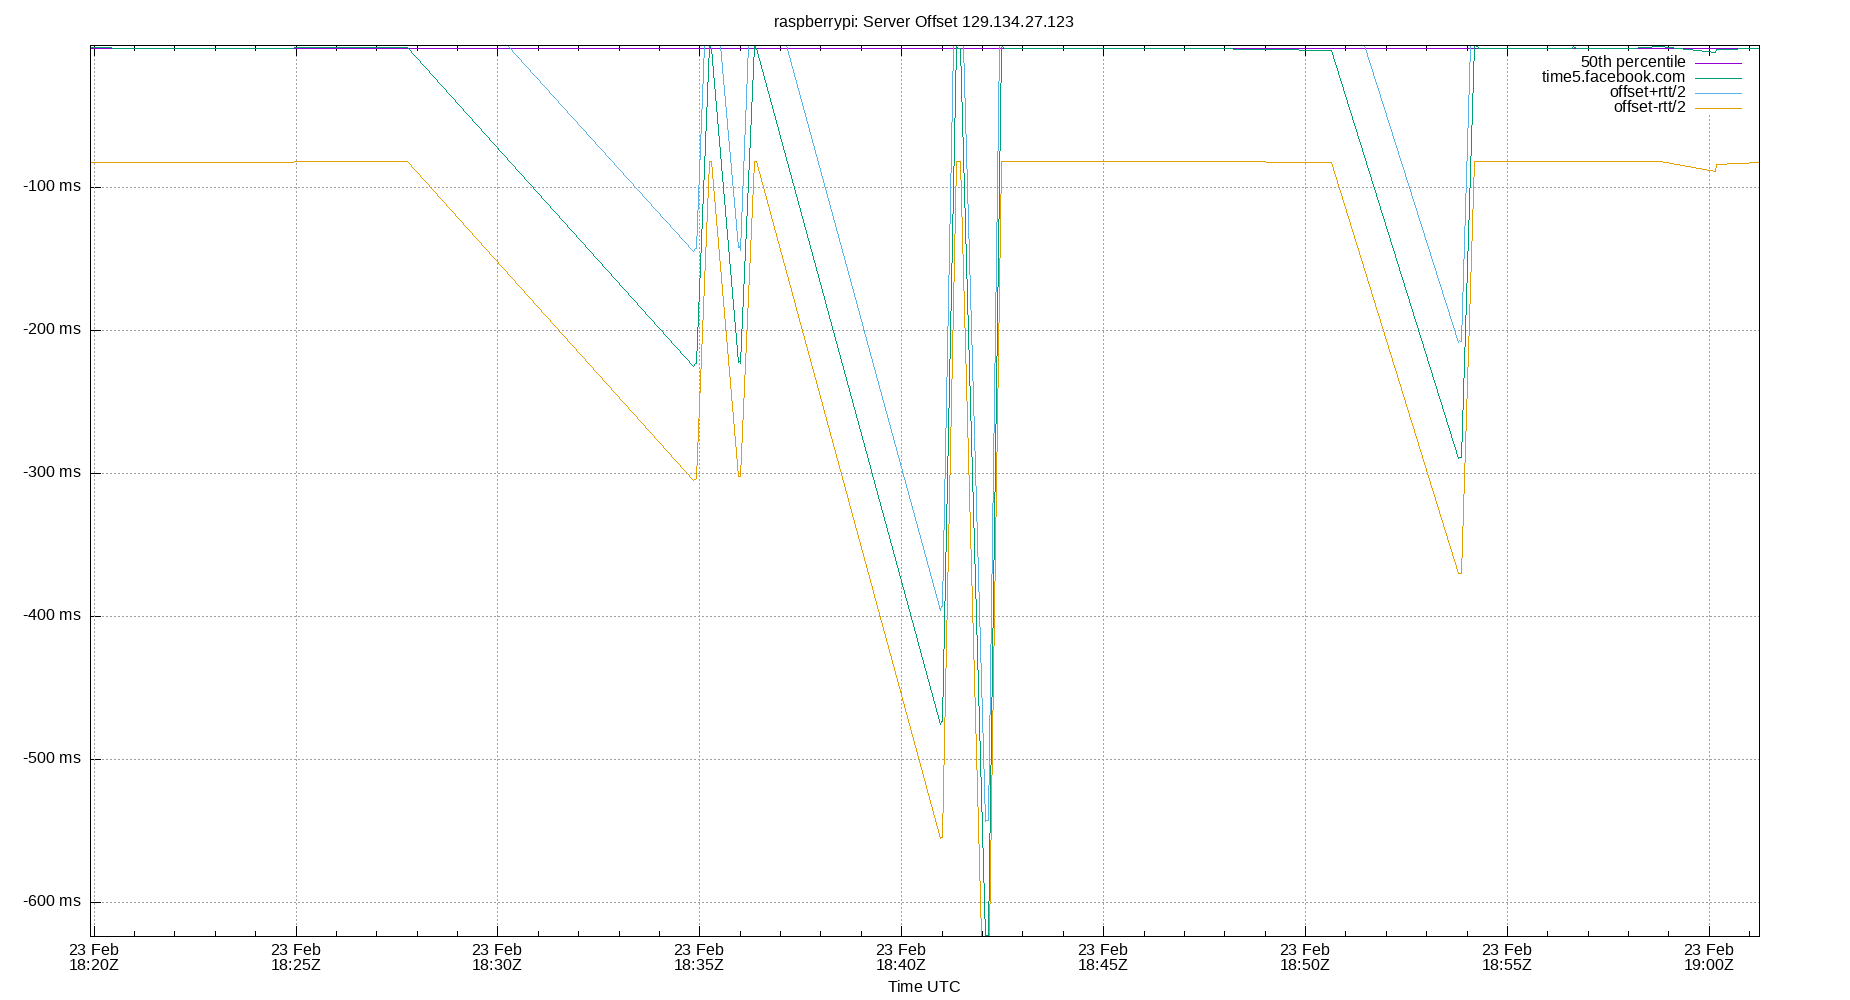 raspberrypi: Server Offset 129.134.27.123
50th percentile
time5.facebook.com
offset+rtt/2
offset-rtt/2
-100 ms
-200 ms
-300 ms
-400 ms
-500 ms
-600 ms
23 Feb 23 Feb 23 Feb 23 Feb 23 Feb 23 Feb 23 Feb 23 Feb 23 Feb
18:20Z 18:25Z 18:30Z 18:35Z 18:40Z 18:45Z 18:50Z 18:55Z 19:00Z
Time UTC